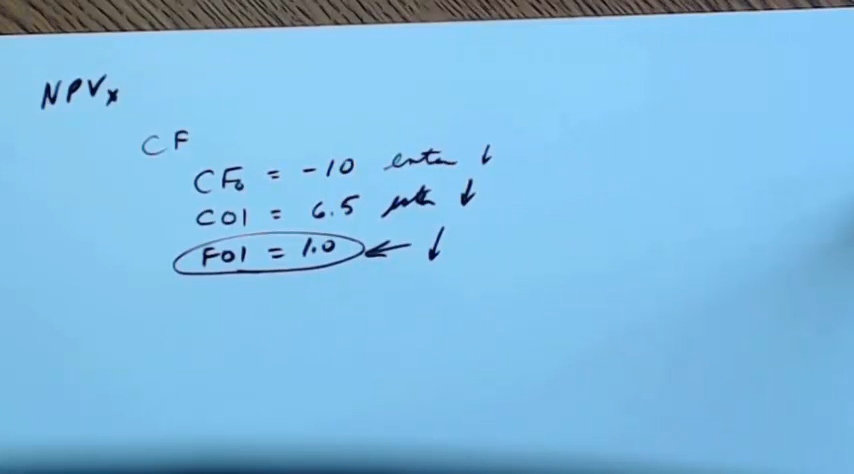 NPVx
CF
CF0 = -10 enter ↓
C01 = 6.5 enter ↓
F01 = 1.0 ← ↓